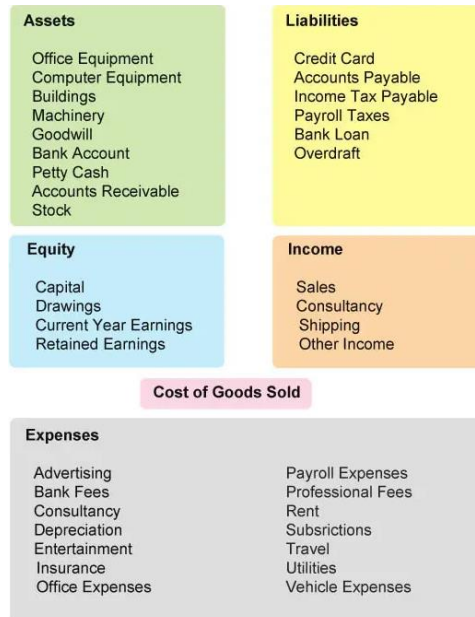 Assets
Office Equipment
Computer Equipment
Buildings
Machinery
Goodwill
Bank Account
Petty Cash
Accounts Receivable
Stock
Liabilities
Credit Card
Accounts Payable
Income Tax Payable
Payroll Taxes
Bank Loan
Overdraft
Equity
Capital
Drawings
Current Year Earnings
Retained Earnings
Income
Sales
Consultancy
Shipping
Other Income
Cost of Goods Sold
Expenses
Advertising
Bank Fees
Consultancy
Depreciation
Entertainment
Insurance
Office Expenses
Payroll Expenses
Professional Fees
Rent
Subsrictions
Travel
Utilities
Vehicle Expenses